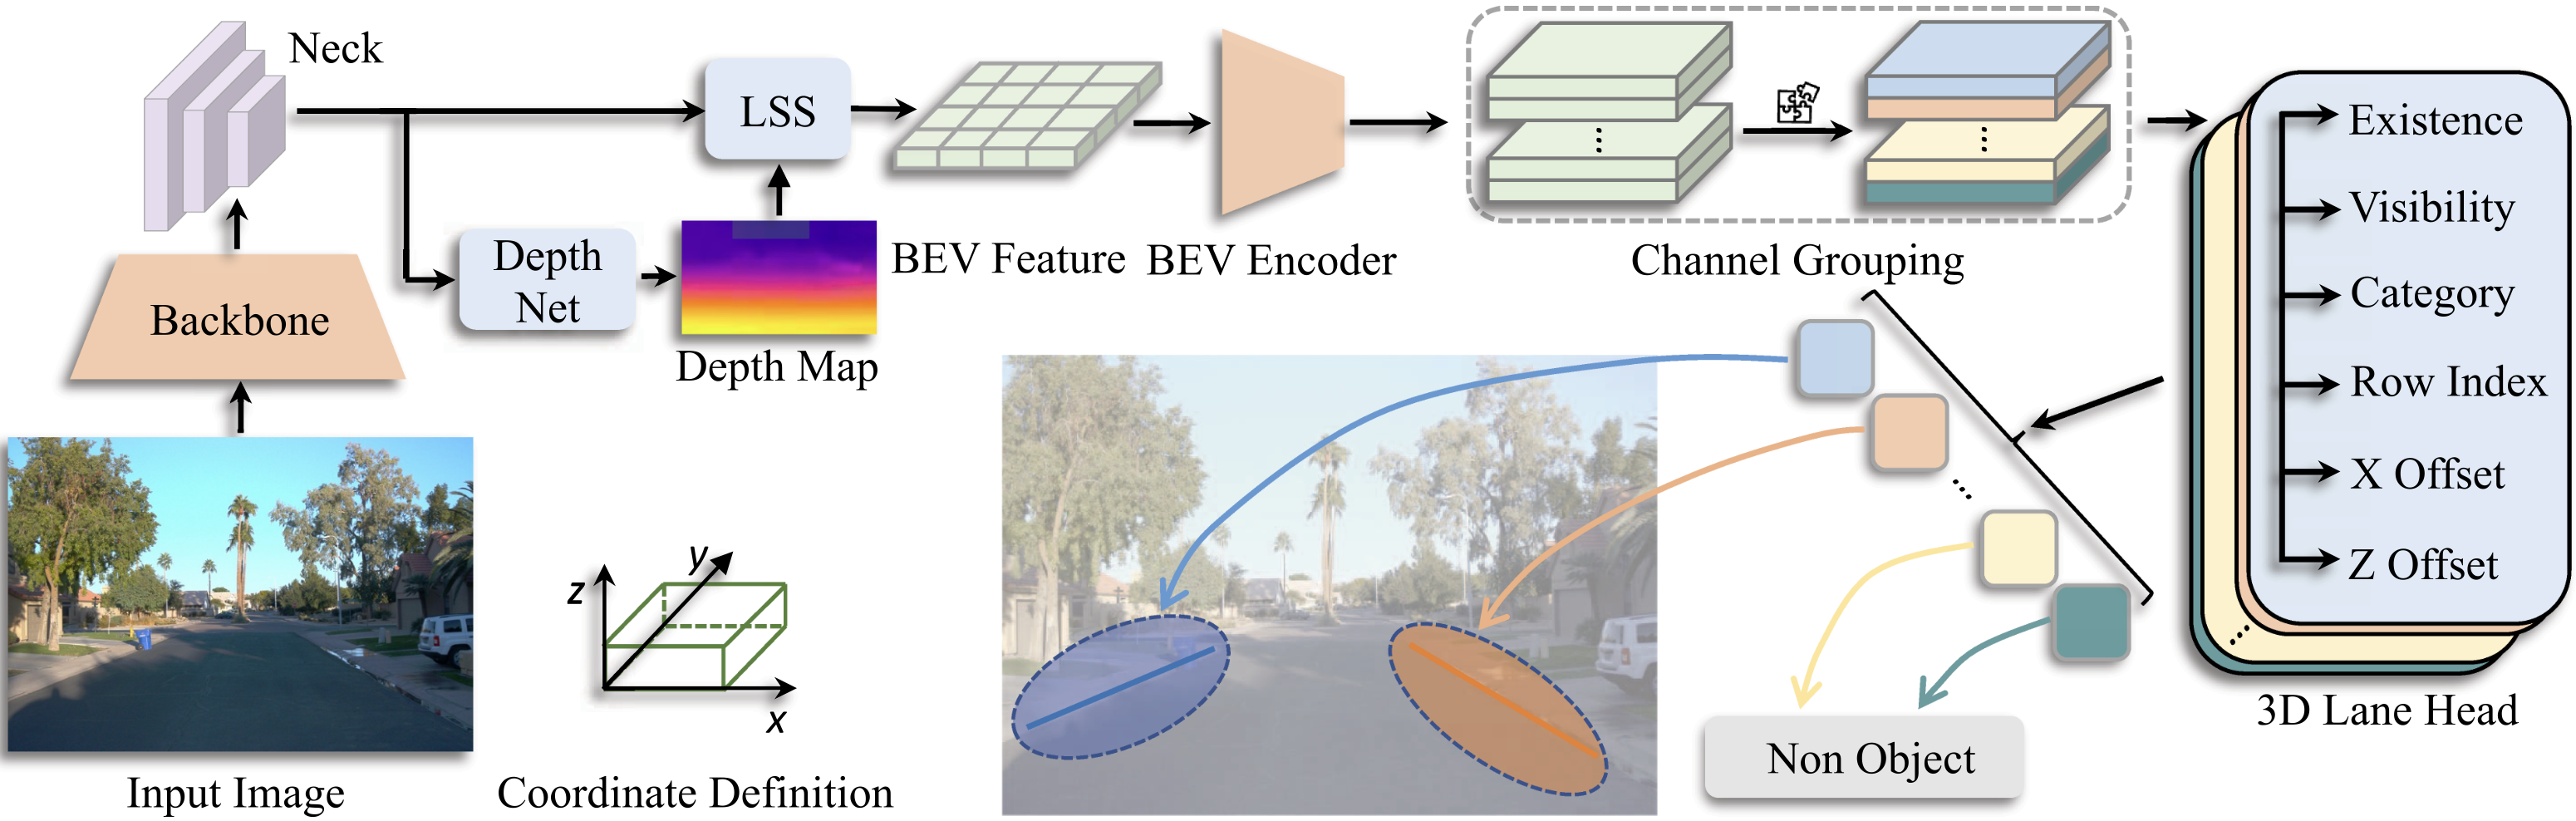 Neck
LSS
Existence
Visibility
Category
Row Index
X Offset
Z Offset
3D Lane Head
Depth
Net
BEV Feature
BEV Encoder
Channel Grouping
Backbone
Depth Map
z
y
x
Non Object
Input Image
Coordinate Definition